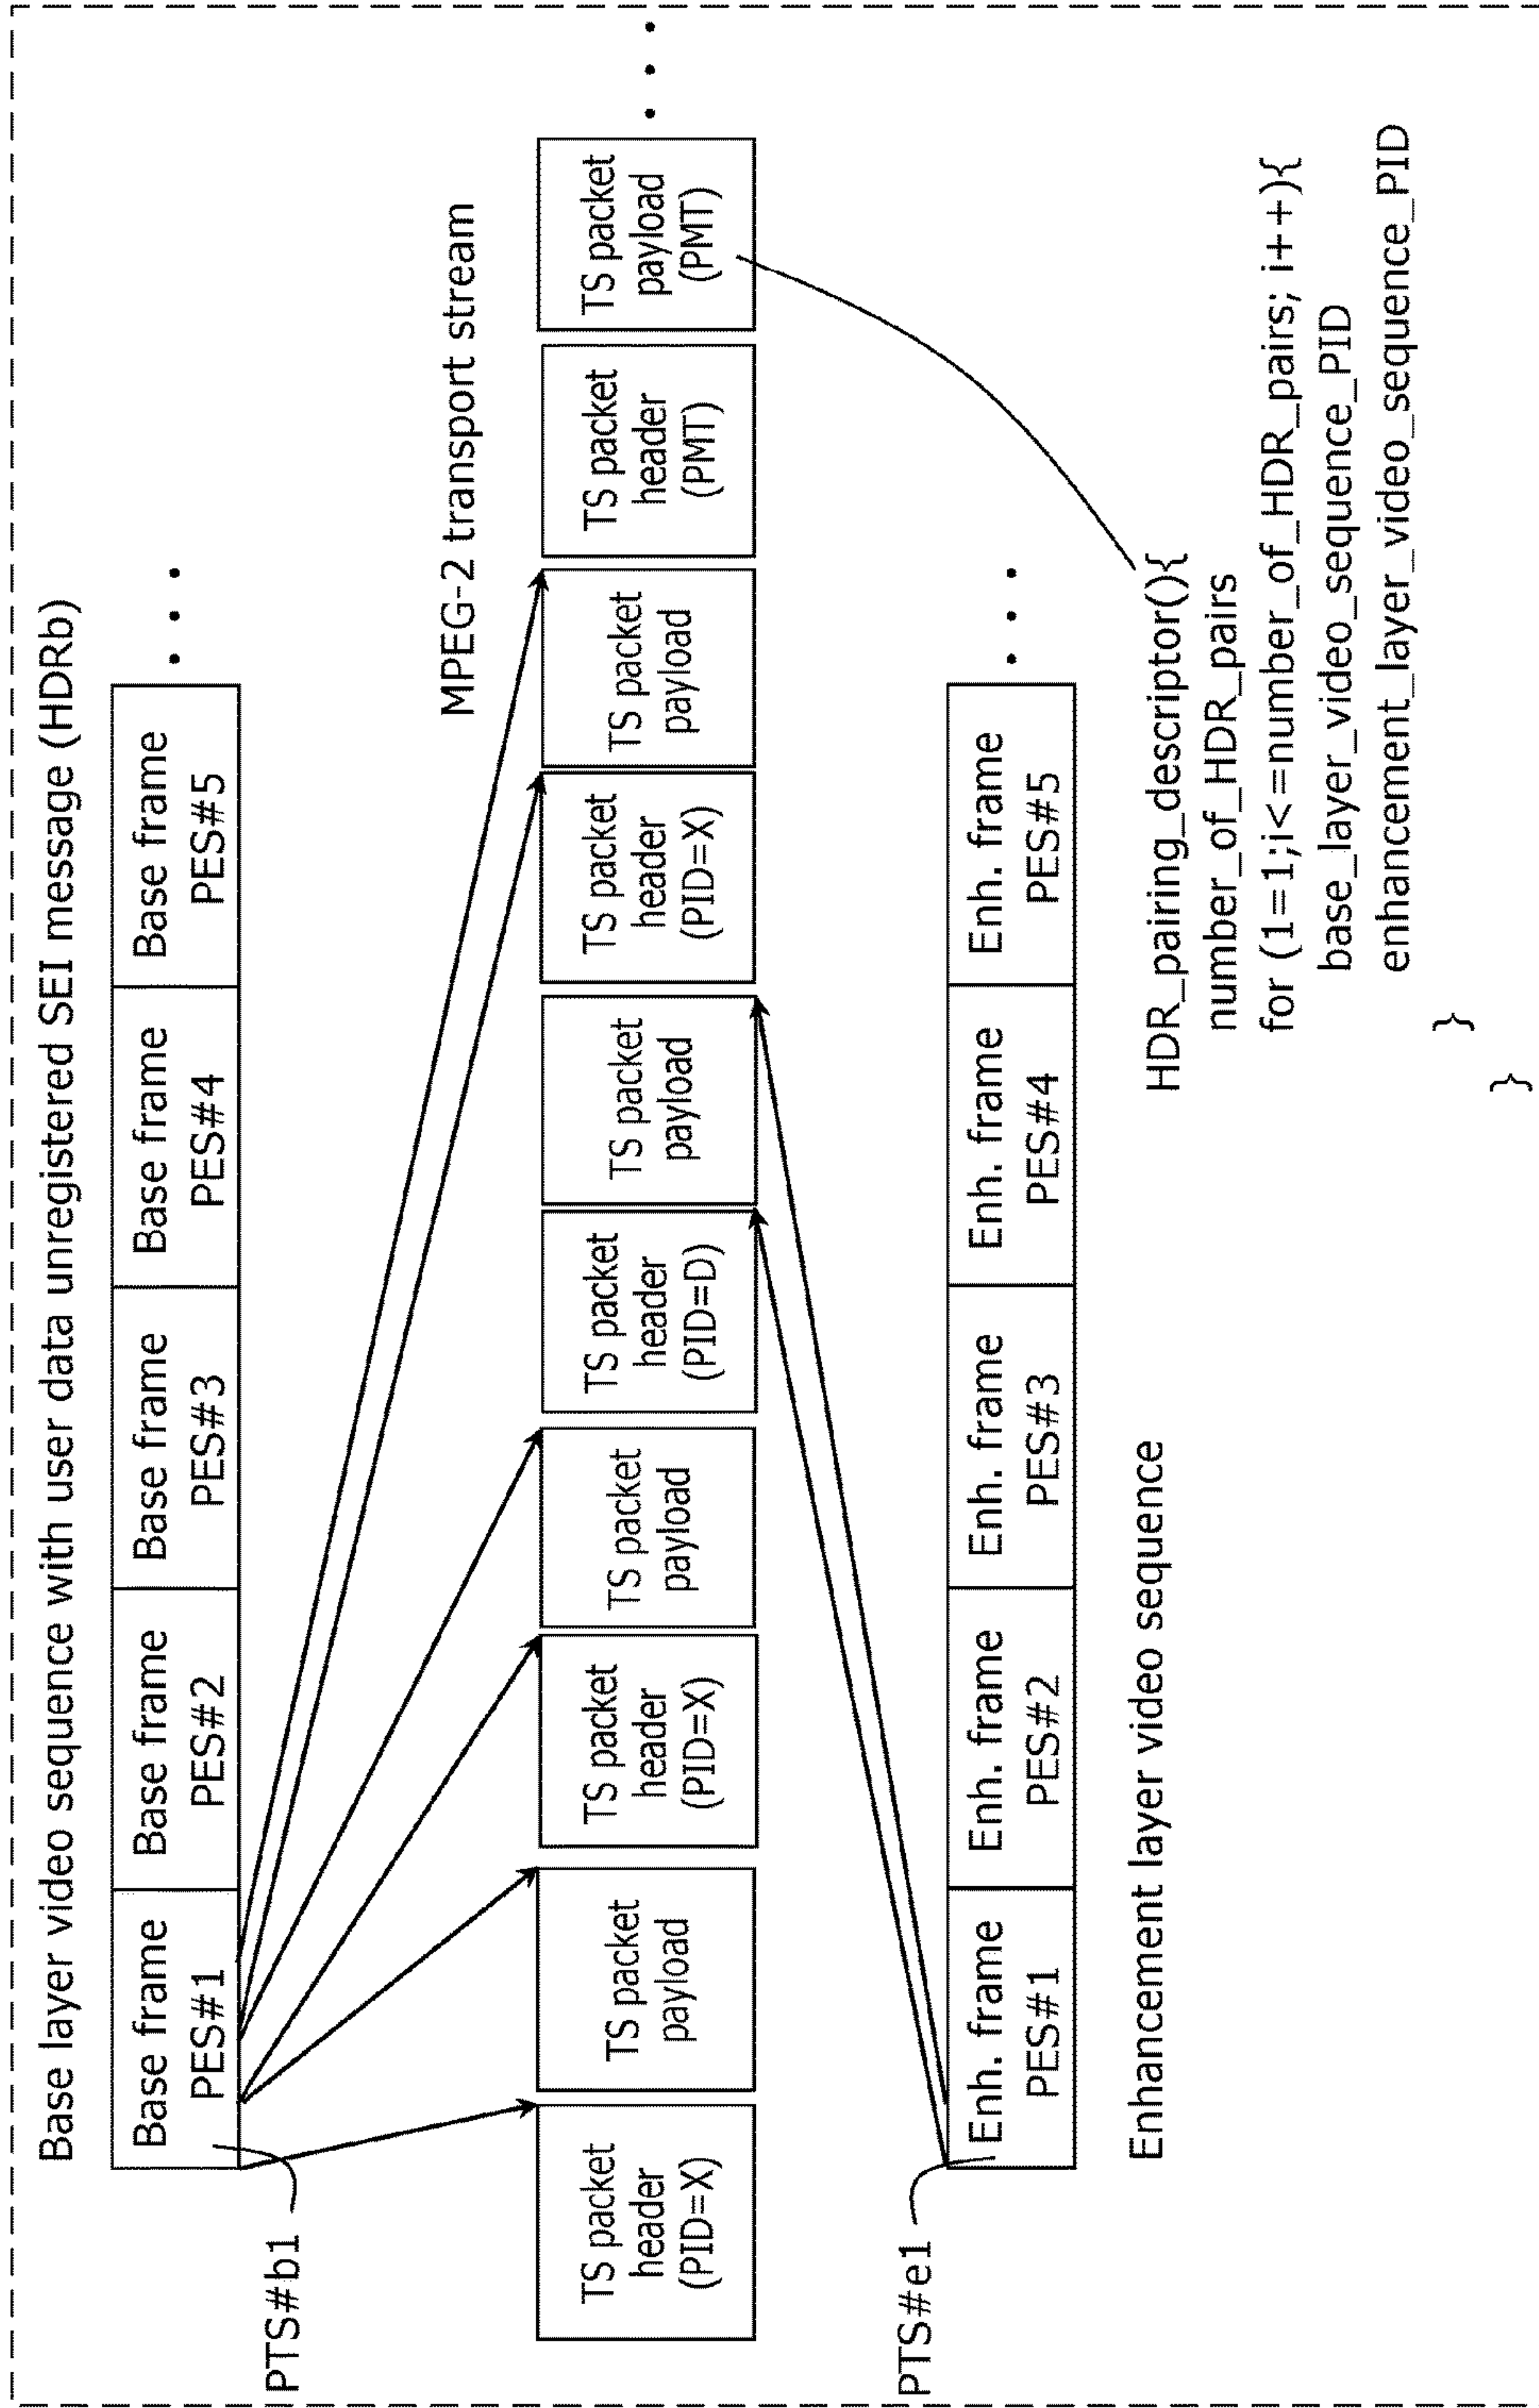 Base layer video sequence with user data unregistered SEI message (HDRb)
Base frame
PES#1
Base frame
PES#2
Base frame
PES#3
Base frame
PES#4
Base frame
PES#5
PTS#b1
MPEG-2 transport stream
TS packet
header
(PID=X)
TS packet
payload
TS packet
header
(PID=X)
TS packet
payload
TS packet
header
(PID=D)
TS packet
payload
TS packet
header
(PID=X)
TS packet
payload
TS packet
header
(PMT)
TS packet
payload
(PMT)
PTS#e1
Enh. frame
PES#1
Enh. frame
PES#2
Enh. frame
PES#3
Enh. frame
PES#4
Enh. frame
PES#5
Enhancement layer video sequence
HDR_pairing_descriptor(){
number_of_HDR_pairs
for (1=1;i<=number_of_HDR_pairs; i++){
base_layer_video_sequence_PID
enhancement_layer_video_sequence_PID
}
}